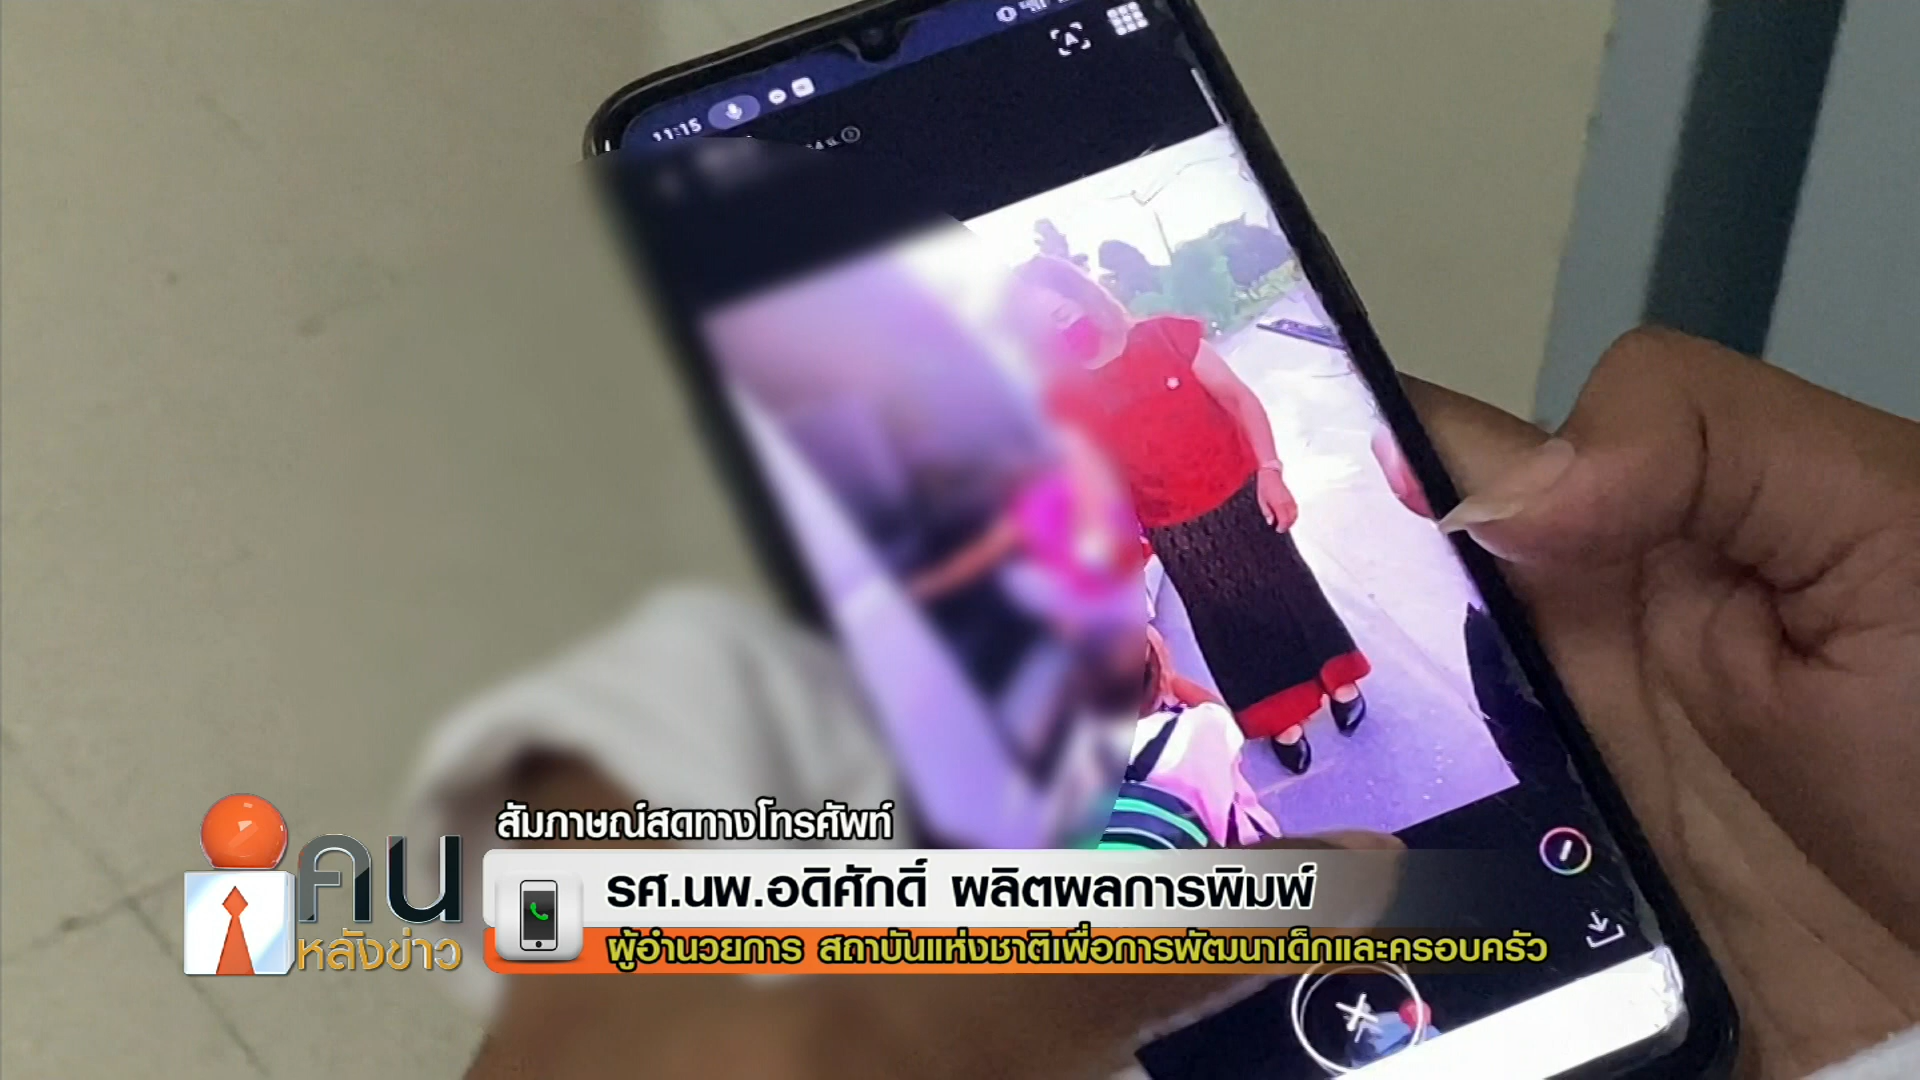 11:15
สัมภาษณ์สดทางโทรศัพท์
รศ.นพ.อดิศักดิ์ ผลิตผลการพิมพ์
ผู้อำนวยการ สถาบันแห่งชาติเพื่อการพัฒนาเด็กและครอบครัว
คน
หลังข่าว